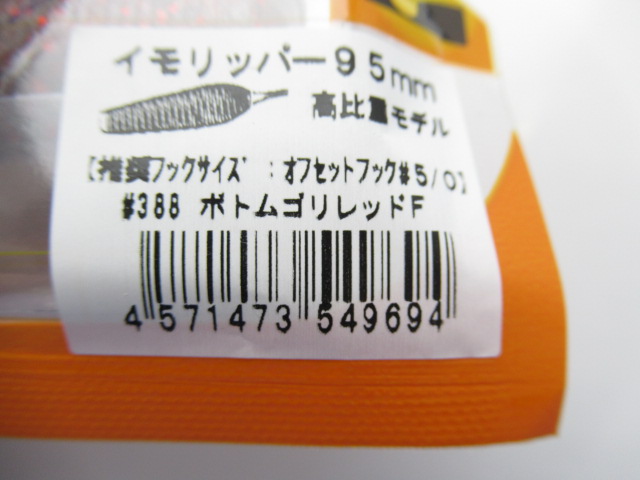 イモリッパー95mm
高比重モデル
【推奨フックサイズ：オフセットフック#5/0】
#388 ボトムゴリレッドF
4 571473 549694